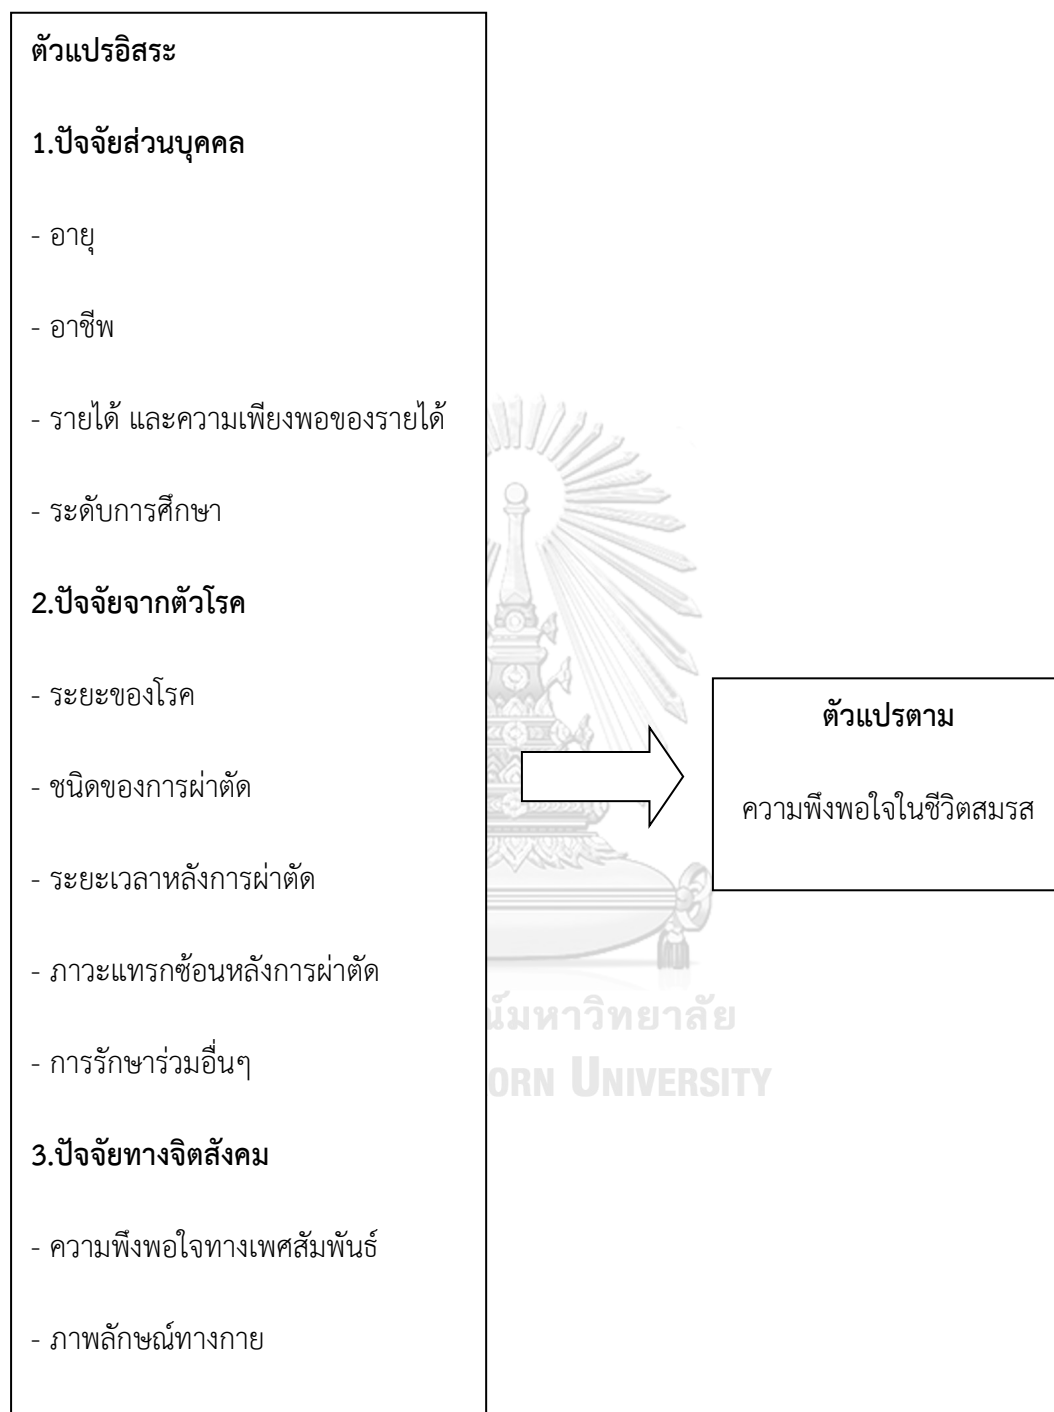 ตัวแปรอิสระ
1.ปัจจัยส่วนบุคคล
- อายุ
- อาชีพ
- รายได้ และความเพียงพอของรายได้
- ระดับการศึกษา
2.ปัจจัยจากตัวโรค
- ระยะของโรค
- ชนิดของการผ่าตัด
- ระยะเวลาหลังการผ่าตัด
- ภาวะแทรกซ้อนหลังการผ่าตัด
- การรักษาร่วมอื่นๆ
3.ปัจจัยทางจิตสังคม
- ความพึงพอใจทางเพศสัมพันธ์
- ภาพลักษณ์ทางกาย
ตัวแปรตาม
ความพึงพอใจในชีวิตสมรส
มหาวิทยาลัย
ORN UNIVERSITY